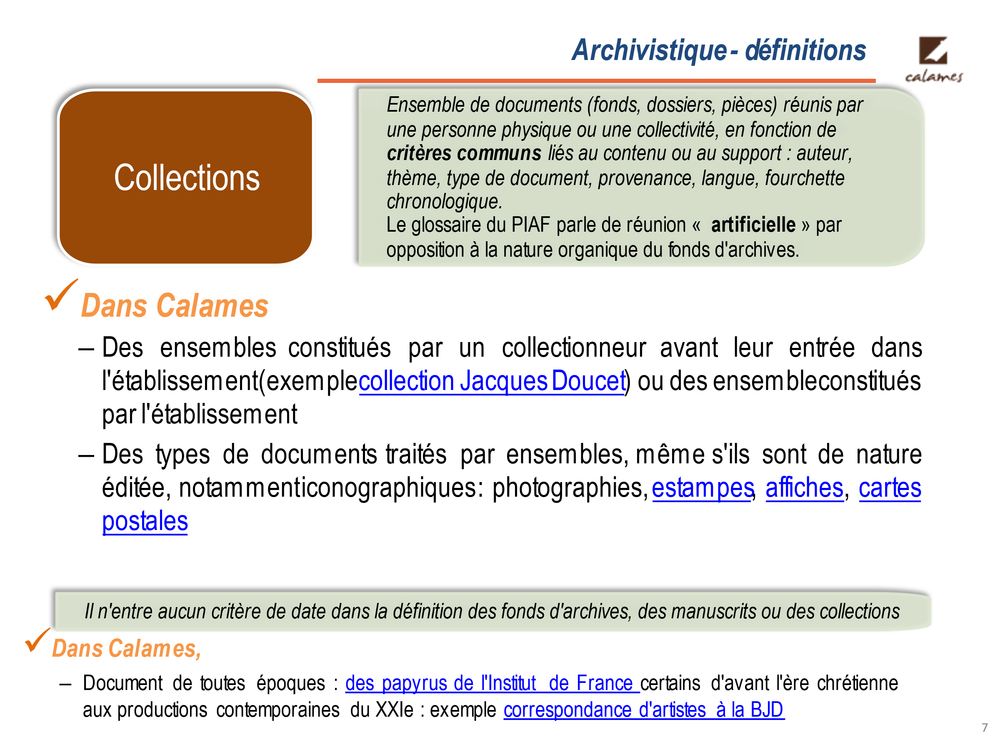 Archivistique - définitions
calames
Collections
Ensemble de documents (fonds, dossiers, pièces) réunis par
une personne physique ou une collectivité, en fonction de
critères communs liés au contenu ou au support : auteur,
thème, type de document, provenance, langue, fourchette
chronologique.
Le glossaire du PIAF parle de réunion « artificielle » par
opposition à la nature organique du fonds d'archives.
✓ Dans Calames
– Des ensembles constitués par un collectionneur avant leur entrée dans
l'établissement(exemplecollection Jacques Doucet) ou des ensembleconstitués
par l'établissement
– Des types de documents traités par ensembles, même s'ils sont de nature
éditée, notamment iconographiques : photographies, estampes, affiches, cartes
postales
Il n'entre aucun critère de date dans la définition des fonds d'archives, des manuscrits ou des collections
✓ Dans Calames,
– Document de toutes époques : des papyrus de l'Institut de France certains d'avant l'ère chrétienne
aux productions contemporaines du XXIe : exemple correspondance d'artistes à la BJD
7